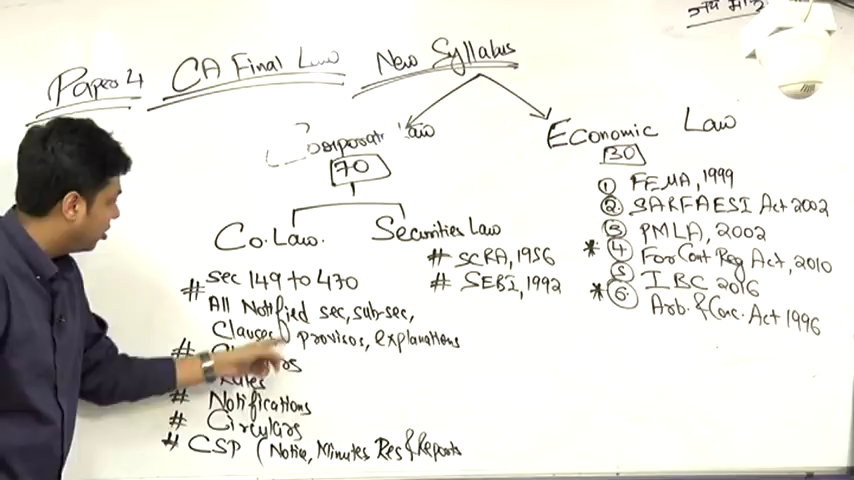 जय
Paper 4 CA Final Law New Syllabus
Corporate Law
70
Co. Law.
# Sec 149 to 470
All Notified sec, sub-sec,
Clauses, provisos, explanations
#
# Rules
# Notifications
# Circulars
# CSP (Notice, Minutes Res & Reports
Securities Law
# SCRA, 1956
# SEBI, 1992
Economic Law
30
① FEMA, 1999
② SARFAESI Act 2002
③ PMLA, 2002
* ④ For Cont Reg Act, 2010
⑤ IBC 2016
* ⑥ Arb. & Conc. Act 1996